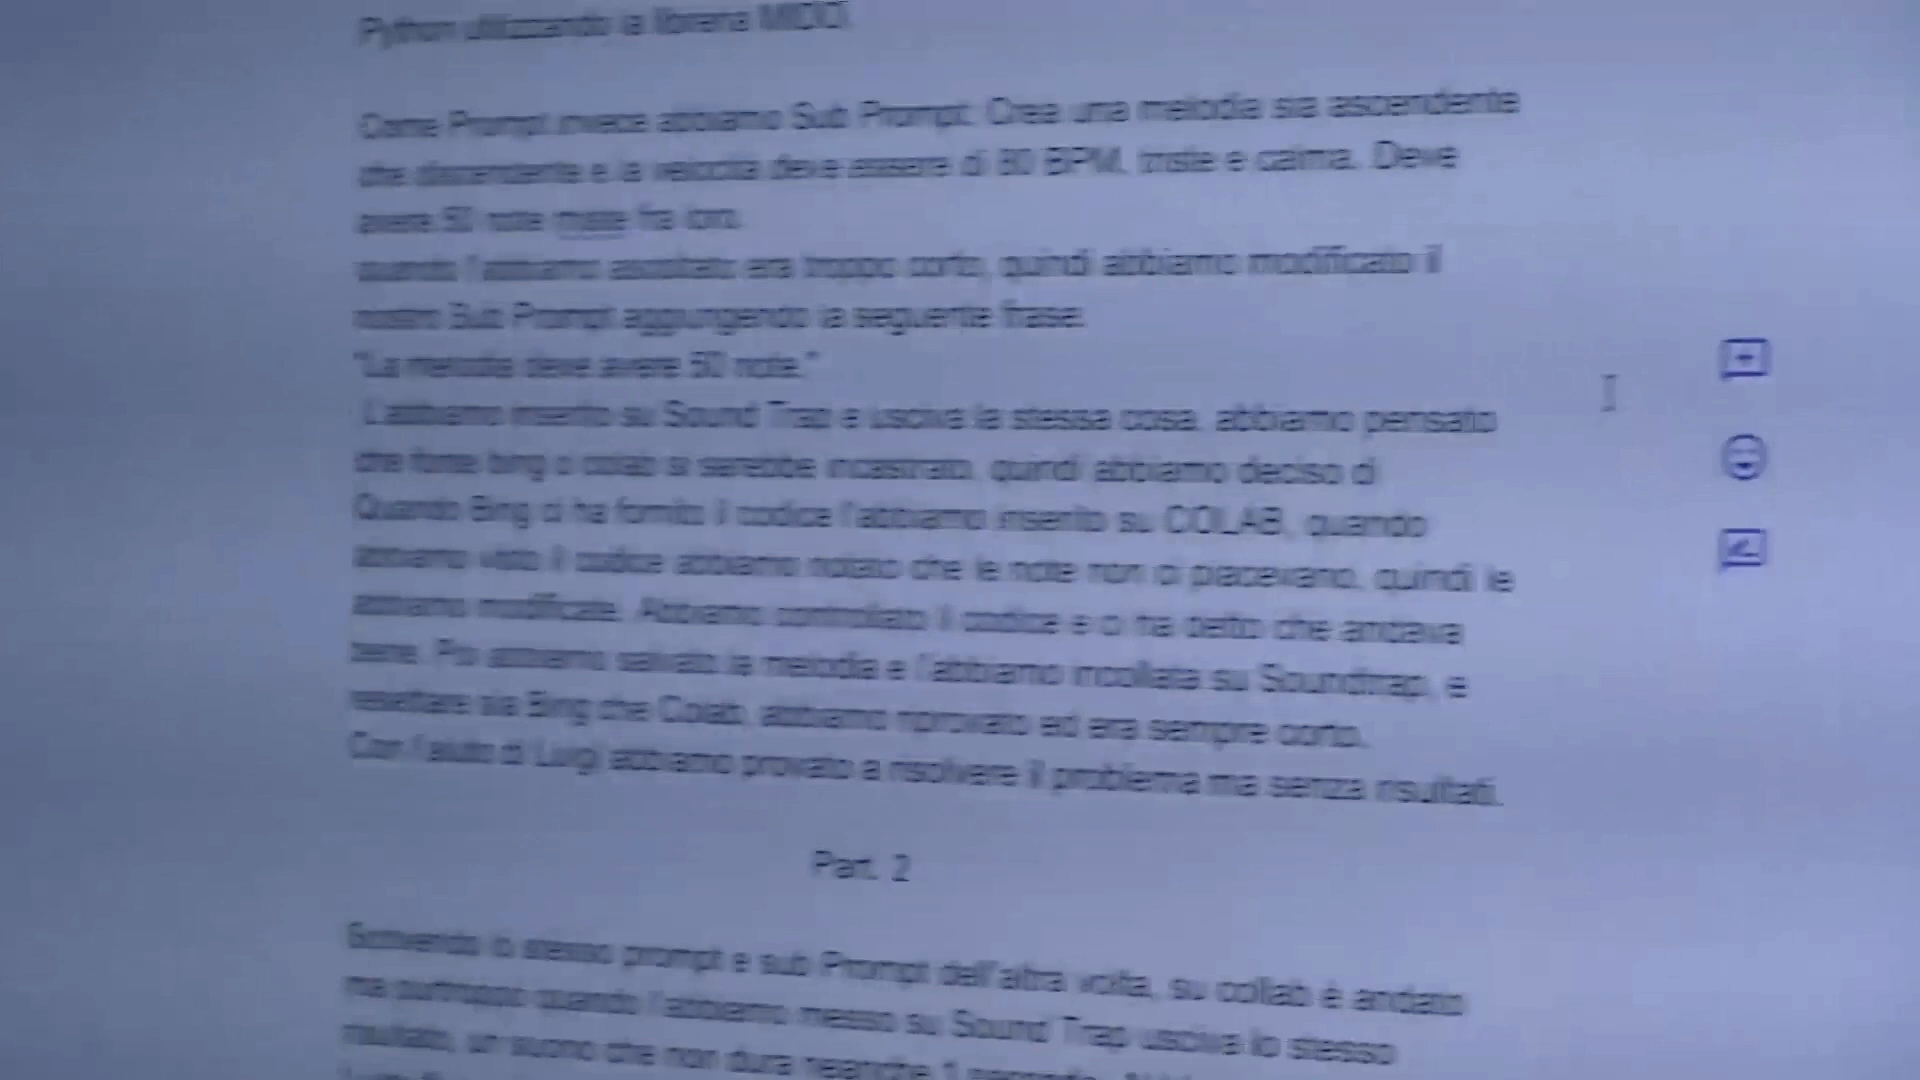 Python utilizzando la libreria MIDO.
Come Prompt invece abbiamo Sub Prompt: Crea una melodia sia ascendente
che discendente e la velocità deve essere di 80 BPM, triste e calma. Deve
avere 50 note miste fra loro.
quando l'abbiamo ascoltato era troppo corto, quindi abbiamo modificato il
nostro Sub Prompt aggiungendo la seguente frase:
"La melodia deve avere 50 note."
L'abbiamo inserito su Sound Trap e usciva la stessa cosa, abbiamo pensato
che forse bing o colab si sarebbe incastrato, quindi abbiamo deciso di
Quando Bing ci ha fornito il codice l'abbiamo inserito su COLAB, quando
abbiamo visto il codice abbiamo notato che le note non ci piacevano, quindi le
abbiamo modificate. Abbiamo controllato il codice e ci ha detto che andava
bene. Poi abbiamo salvato la melodia e l'abbiamo incollata su Soundtrap, e
resettare sia Bing che Colab, abbiamo riprovato ed era sempre corto.
Con l'aiuto di Luigi abbiamo provato a risolvere il problema ma senza risultati.
Part. 2
Scrivendo lo stesso prompt e sub Prompt dell'altra volta, su collab è andato
ma purtroppo quando l'abbiamo messo su Sound Trap usciva lo stesso
risultato, un suono che non dura neanche 1 secondo.